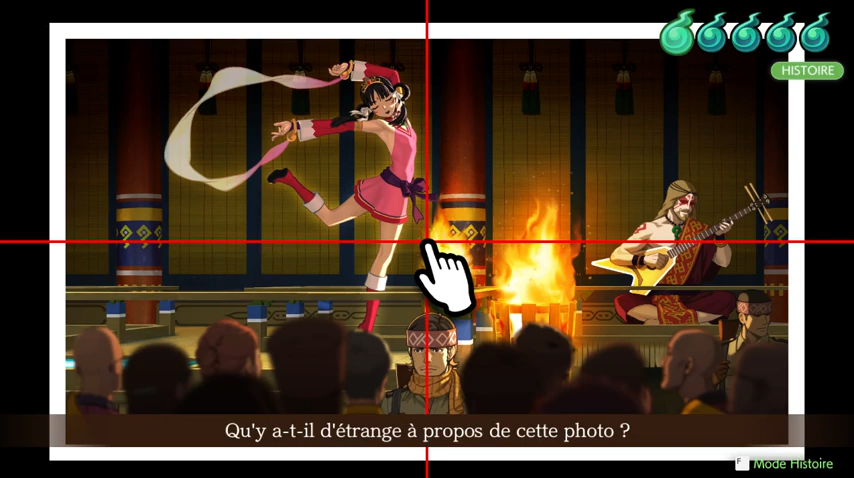 HISTOIRE
Qu'y a-t-il d'étrange à propos de cette photo ?
F Mode Histoire